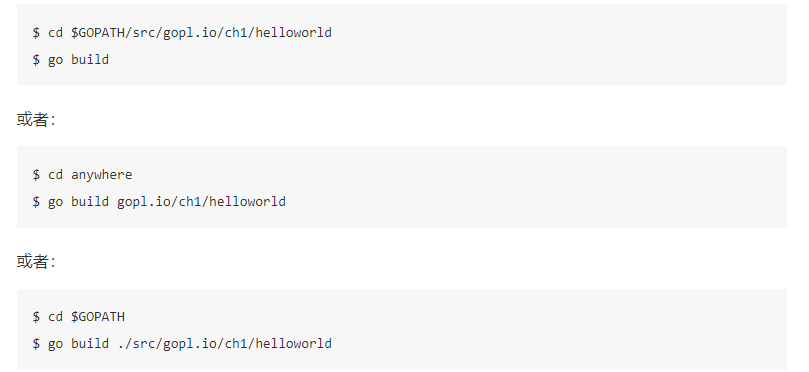 $ cd $GOPATH/src/gopl.io/ch1/helloworld
$ go build
或者：
$ cd anywhere
$ go build gopl.io/ch1/helloworld
或者：
$ cd $GOPATH
$ go build ./src/gopl.io/ch1/helloworld